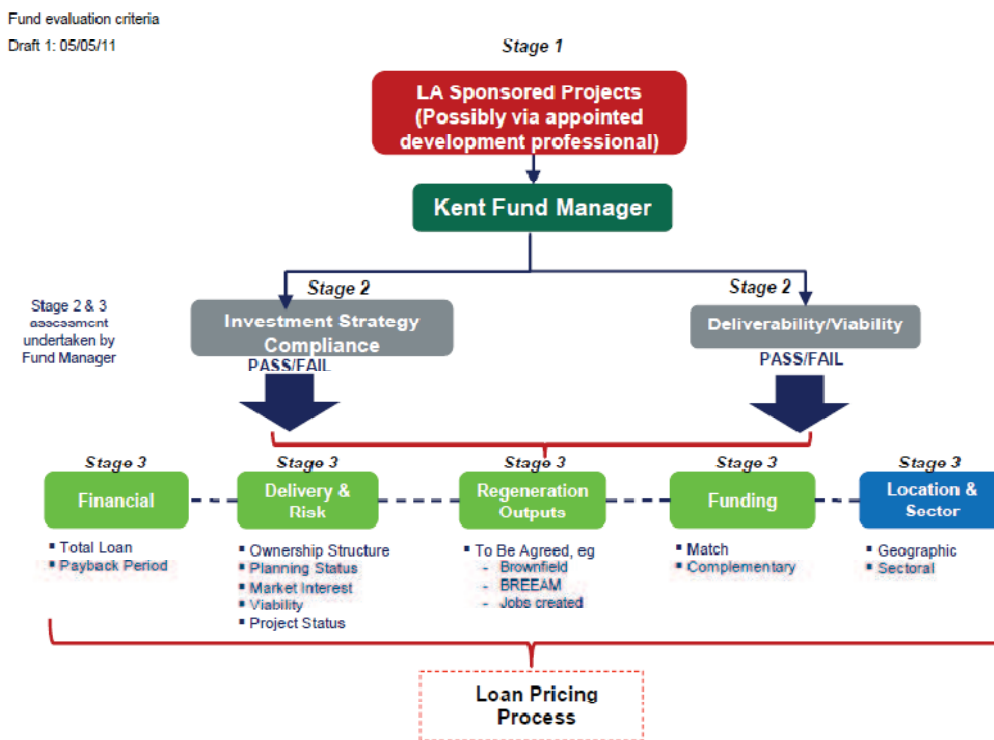 Fund evaluation criteria
Draft 1: 05/05/11
Stage 1
LA Sponsored Projects
(Possibly via appointed
development professional)
Kent Fund Manager
Stage 2
Stage 2
Stage 2 & 3
assessment
undertaken by
Fund Manager
Investment Strategy
Compliance
PASS/FAIL
Deliverability/Viability
PASS/FAIL
Stage 3
Financial
▪ Total Loan
▪ Payback Period
Stage 3
Delivery &
Risk
▪ Ownership Structure
▪ Planning Status
▪ Market Interest
▪ Viability
▪ Project Status
Stage 3
Regeneration
Outputs
▪ To Be Agreed, eg
- Brownfield
- BREEAM
- Jobs created
Stage 3
Funding
▪ Match
▪ Complementary
Stage 3
Location &
Sector
▪ Geographic
▪ Sectoral
Loan Pricing
Process